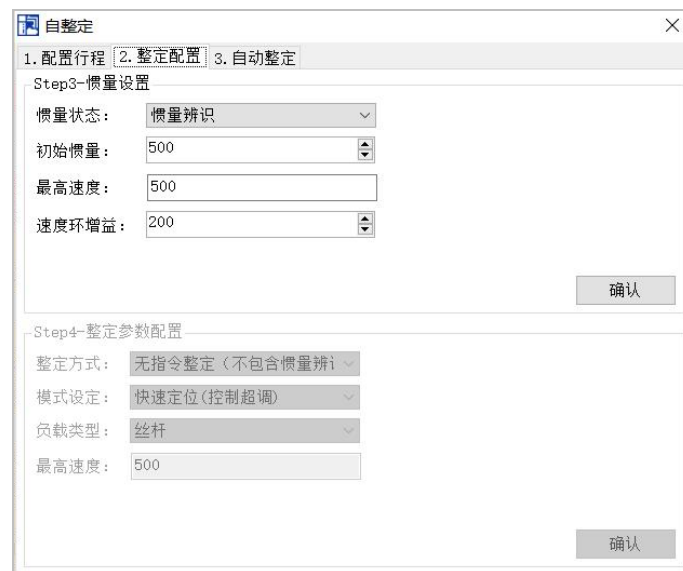 自整定
1.配置行程 2.整定配置 3.自动整定
Step3-惯量设置
惯量状态： 惯量辨识
初始惯量： 500
最高速度： 500
速度环增益： 200
确认
Step4-整定参数配置
整定方式： 无指令整定（不包含惯量辨
模式设定： 快速定位(控制超调)
负载类型： 丝杆
最高速度： 500
确认